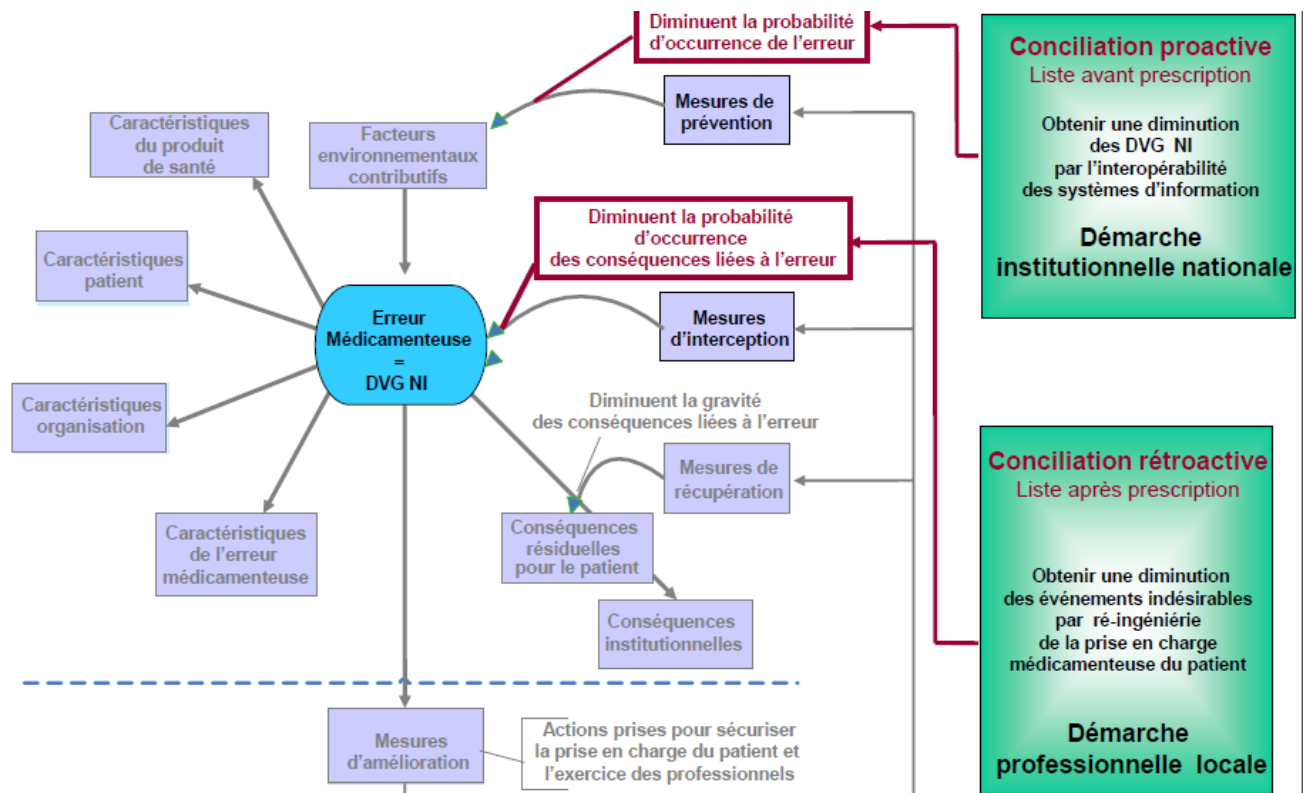 Diminuent la probabilité
d'occurrence de l'erreur
Conciliation proactive
Liste avant prescription
Obtenir une diminution
des DVG NI
par l'interopérabilité
des systèmes d'information
Démarche
institutionnelle nationale
Mesures de
prévention
Caractéristiques
du produit
de santé
Facteurs
environnementaux
contributifs
Diminuent la probabilité
d'occurrence
des conséquences liées à l'erreur
Caractéristiques
patient
Erreur
Médicamenteuse
=
DVG NI
Mesures
d'interception
Caractéristiques
organisation
Diminuent la gravité
des conséquences liées à l'erreur
Mesures de
récupération
Caractéristiques
de l'erreur
médicamenteuse
Conséquences
résiduelles
pour le patient
Conséquences
institutionnelles
Conciliation rétroactive
Liste après prescription
Obtenir une diminution
des événements indésirables
par ré-ingéniérie
de la prise en charge
médicamenteuse du patient
Démarche
professionnelle locale
Mesures
d'amélioration
Actions prises pour sécuriser
la prise en charge du patient et
l'exercice des professionnels